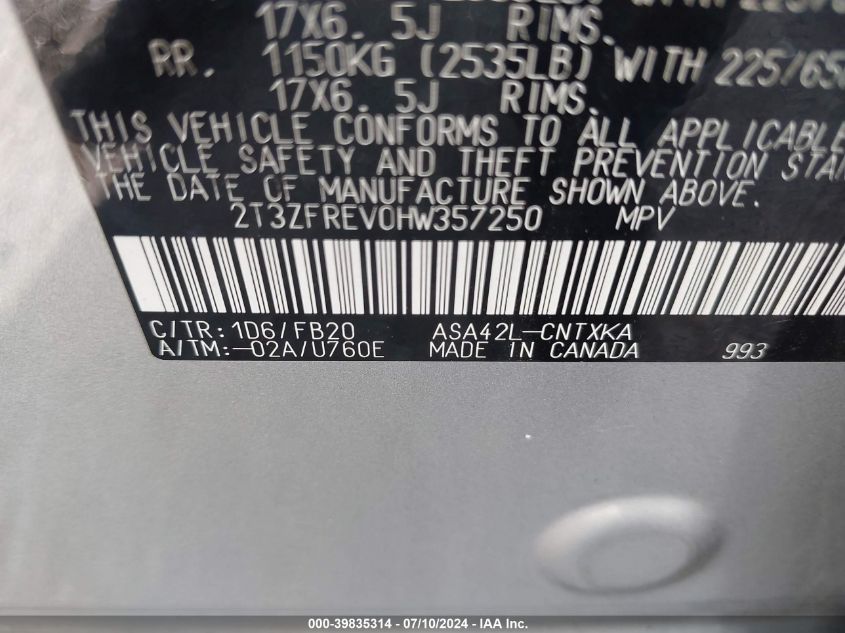 17X6. 5J RIMS.
RR. 1150KG (2535LB) WITH 225/65
17X6. 5J RIMS.
THIS VEHICLE CONFORMS TO ALL APPLICABLE
VEHICLE SAFETY AND THEFT PREVENTION STA
THE DATE OF MANUFACTURE SHOWN ABOVE.
2T3ZFREV0HW357250 MPV
C/TR:1D6/FB20 ASA42L-CNTXKA
A/TM:-02A/U760E MADE IN CANADA 993
000-39835314 - 07/10/2024 - IAA Inc.